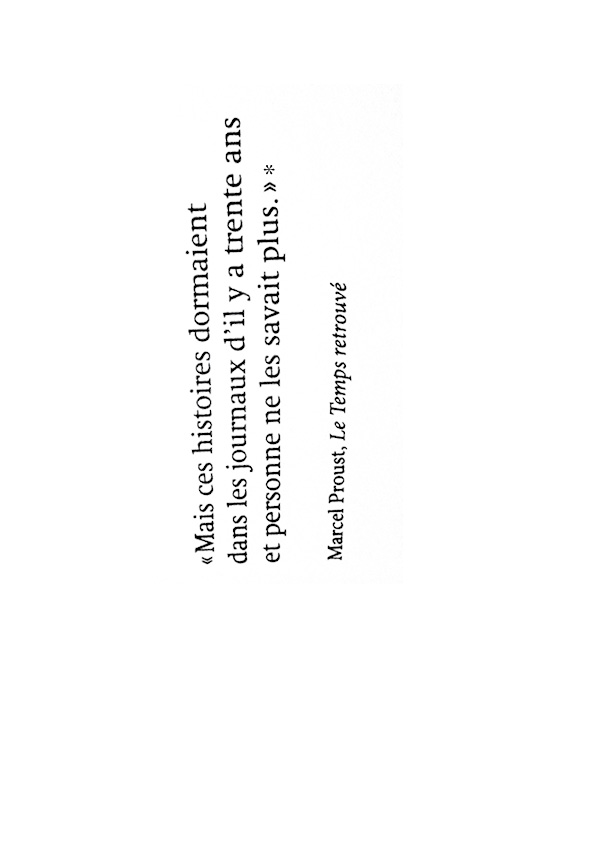 «Mais ces histoires dormaient
dans les journaux d'il y a trente ans
et personne ne les savait plus.» *
Marcel Proust, Le Temps retrouvé